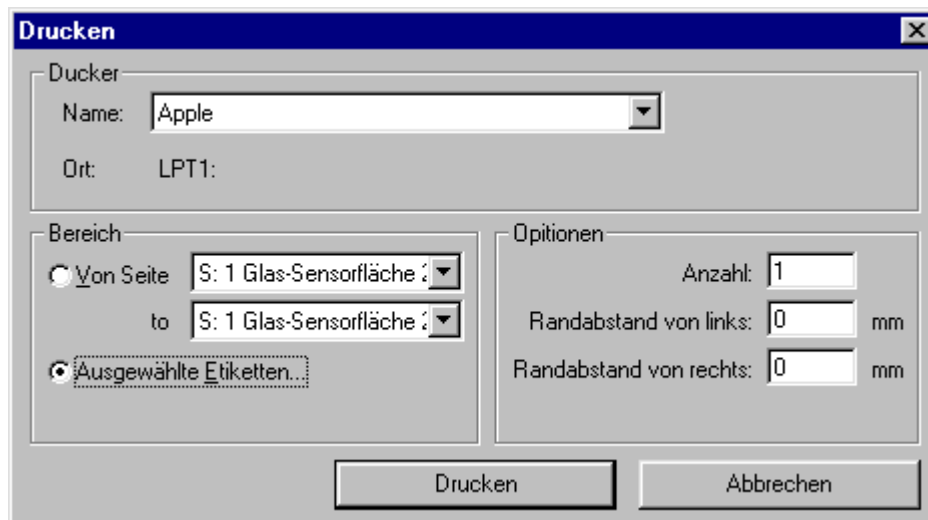 Drucken
Ducker
Name: Apple
Ort: LPT1:
Bereich
Von Seite S: 1 Glas-Sensorfläche
to S: 1 Glas-Sensorfläche
Ausgewählte Etiketten...
Opitionen
Anzahl: 1
Randabstand von links: 0 mm
Randabstand von rechts: 0 mm
Drucken Abbrechen